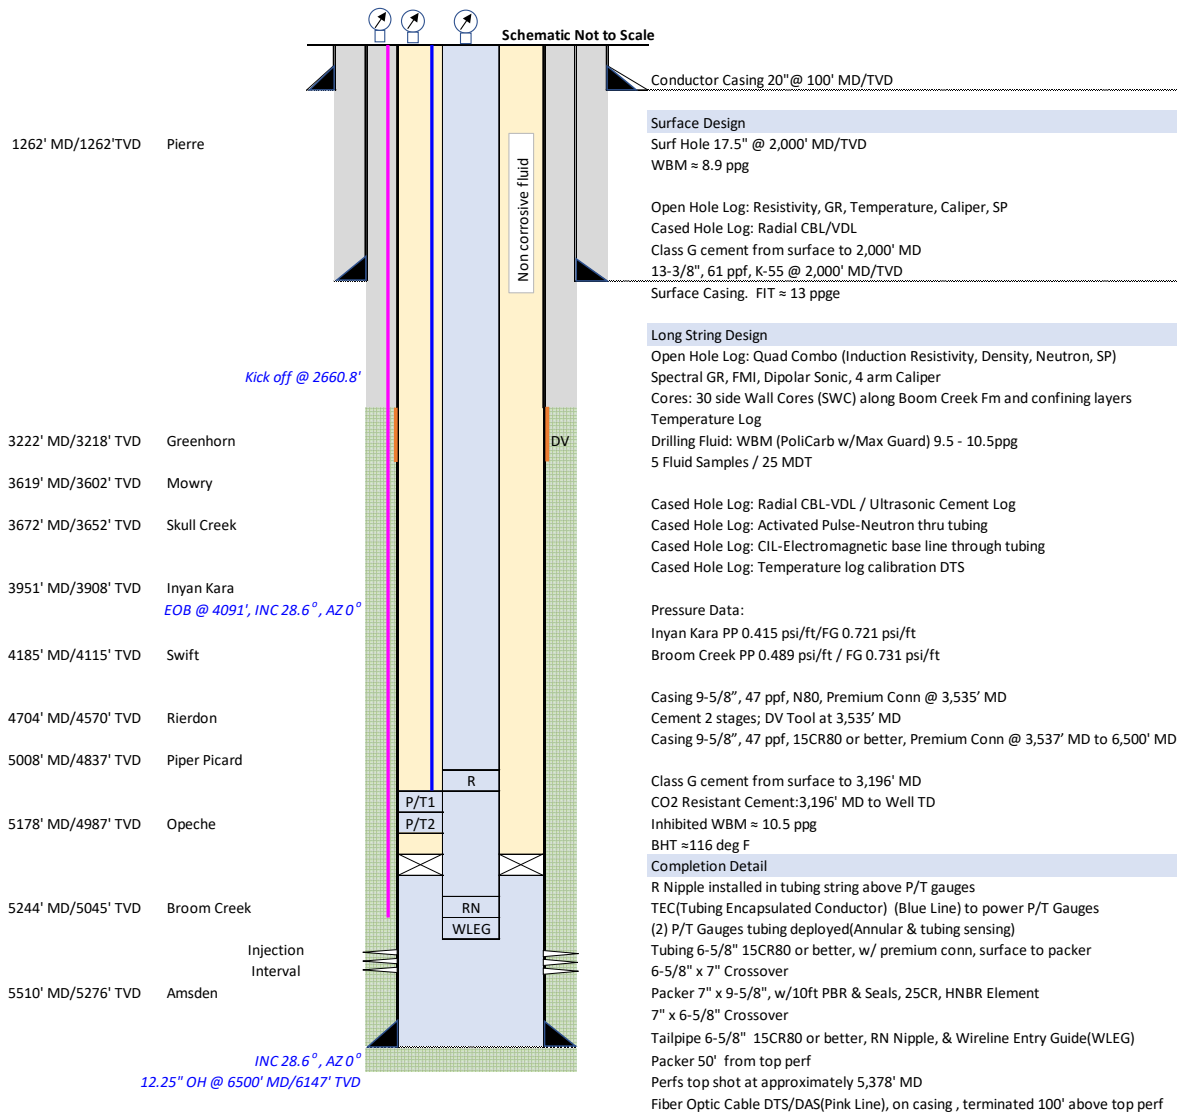 Schematic Not to Scale
Conductor Casing 20"@ 100' MD/TVD
Surface Design
1262' MD/1262'TVD Pierre
Surf Hole 17.5" @ 2,000' MD/TVD
WBM ≈ 8.9 ppg
Non corrosive fluid
Open Hole Log: Resistivity, GR, Temperature, Caliper, SP
Cased Hole Log: Radial CBL/VDL
Class G cement from surface to 2,000' MD
13-3/8", 61 ppf, K-55 @ 2,000' MD/TVD
Surface Casing. FIT ≈ 13 ppge
Long String Design
Open Hole Log: Quad Combo (Induction Resistivity, Density, Neutron, SP)
Kick off @ 2660.8'
Spectral GR, FMI, Dipolar Sonic, 4 arm Caliper
Cores: 30 side Wall Cores (SWC) along Boom Creek Fm and confining layers
Temperature Log
3222' MD/3218' TVD Greenhorn
DV
Drilling Fluid: WBM (PoliCarb w/Max Guard) 9.5 - 10.5ppg
5 Fluid Samples / 25 MDT
3619' MD/3602' TVD Mowry
Cased Hole Log: Radial CBL-VDL / Ultrasonic Cement Log
3672' MD/3652' TVD Skull Creek
Cased Hole Log: Activated Pulse-Neutron thru tubing
Cased Hole Log: CIL-Electromagnetic base line through tubing
Cased Hole Log: Temperature log calibration DTS
3951' MD/3908' TVD Inyan Kara
EOB @ 4091', INC 28.6°, AZ 0°
Pressure Data:
Inyan Kara PP 0.415 psi/ft/FG 0.721 psi/ft
4185' MD/4115' TVD Swift
Broom Creek PP 0.489 psi/ft / FG 0.731 psi/ft
Casing 9-5/8”, 47 ppf, N80, Premium Conn @ 3,535’ MD
4704' MD/4570' TVD Rierdon
Cement 2 stages; DV Tool at 3,535’ MD
Casing 9-5/8”, 47 ppf, 15CR80 or better, Premium Conn @ 3,537’ MD to 6,500' MD
5008' MD/4837' TVD Piper Picard
R
Class G cement from surface to 3,196’ MD
P/T1
CO2 Resistant Cement:3,196’ MD to Well TD
5178' MD/4987' TVD Opeche
P/T2
Inhibited WBM ≈ 10.5 ppg
BHT ≈116 deg F
Completion Detail
R Nipple installed in tubing string above P/T gauges
5244' MD/5045' TVD Broom Creek
RN
TEC(Tubing Encapsulated Conductor) (Blue Line) to power P/T Gauges
WLEG
(2) P/T Gauges tubing deployed(Annular & tubing sensing)
Injection
Interval
Tubing 6-5/8" 15CR80 or better, w/ premium conn, surface to packer
6-5/8" x 7" Crossover
5510' MD/5276' TVD Amsden
Packer 7" x 9-5/8", w/10ft PBR & Seals, 25CR, HNBR Element
7" x 6-5/8" Crossover
Tailpipe 6-5/8" 15CR80 or better, RN Nipple, & Wireline Entry Guide(WLEG)
INC 28.6°, AZ 0°
Packer 50' from top perf
12.25" OH @ 6500' MD/6147' TVD
Perfs top shot at approximately 5,378' MD
Fiber Optic Cable DTS/DAS(Pink Line), on casing , terminated 100' above top perf